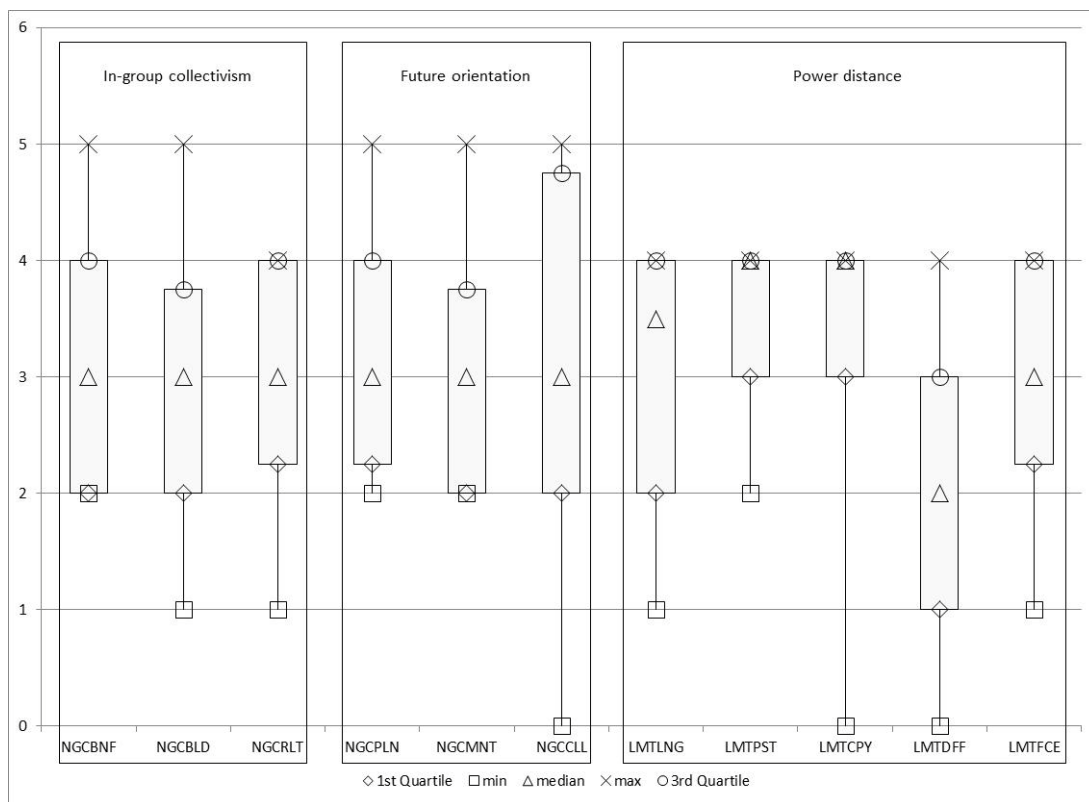 6
In-group collectivism
Future orientation
Power distance
5
4
3
2
1
0
NGCBNF NGCBLD NGCRLT NGCPLN NGCMNT NGCCLL LMTLNG LMTPST LMTCPY LMTDFF LMTFCE
1st Quartile min median max 3rd Quartile